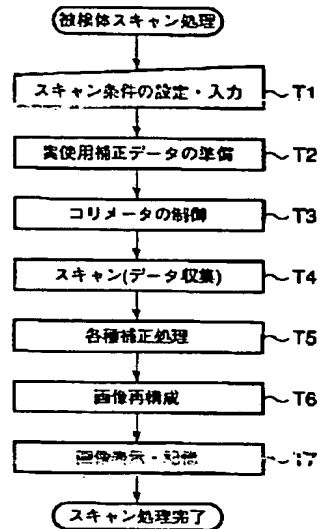 被検体スキャン処理
スキャン条件の設定・入力 T1
実使用補正データの準備 T2
コリメータの制御 T3
スキャン(データ収集) T4
各種補正処理 T5
画像再構成 T6
画像表示・記憶 T7
スキャン処理完了